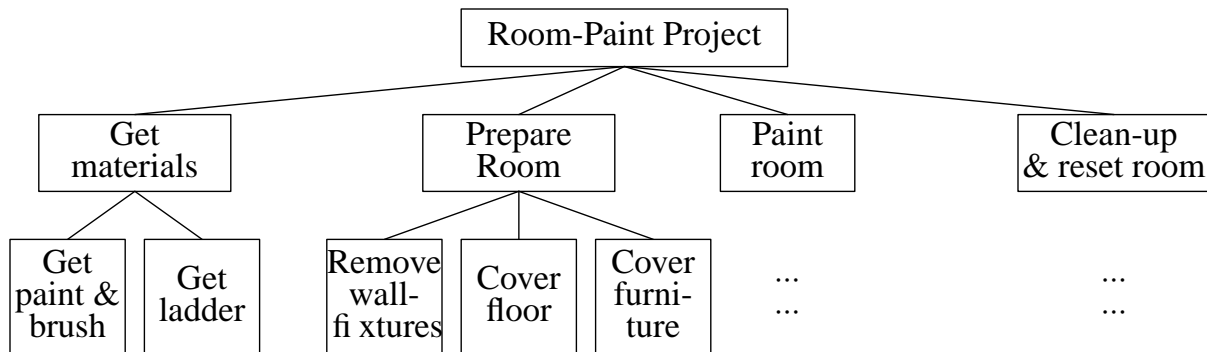 Room-Paint Project
Get
materials
Prepare
Room
Paint
room
Clean-up
& reset room
Get
paint &
brush
Get
ladder
Remove
wall-
fi xtures
Cover
floor
Cover
furni-
ture
...
...
...
...